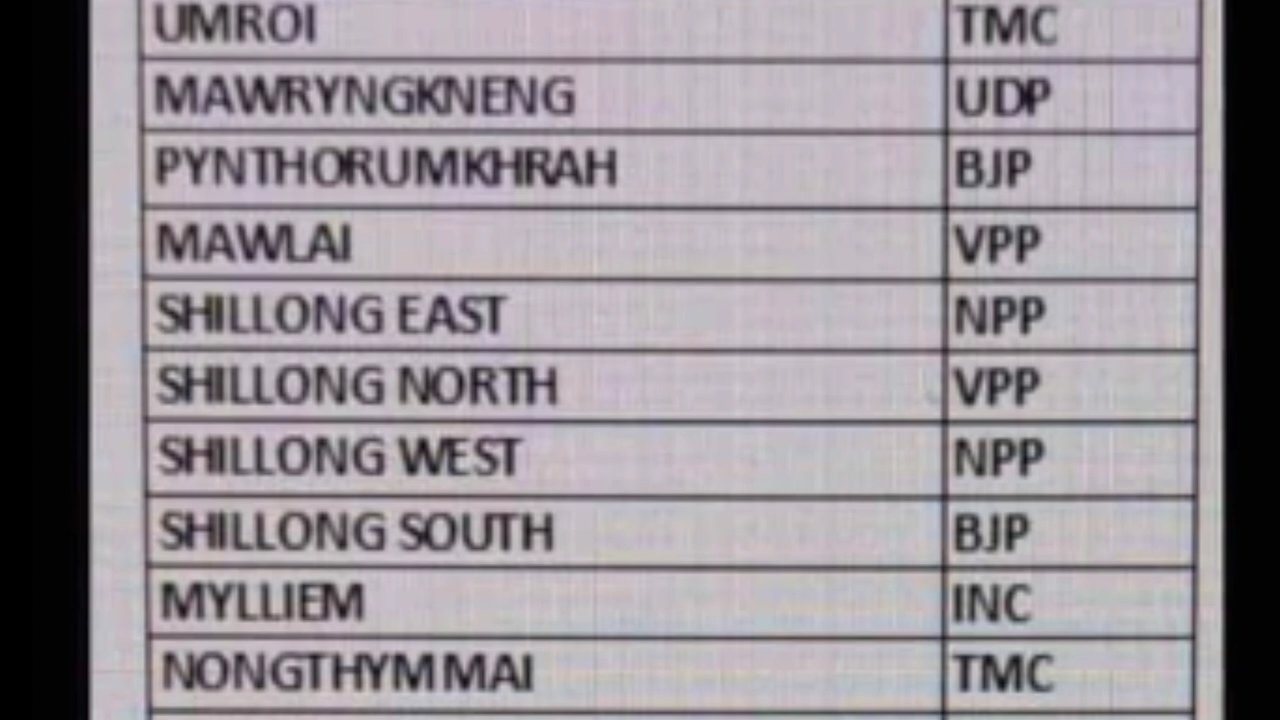 UMROI TMC
MAWRYNGKNENG UDP
PYNTHORUMKHRAH BJP
MAWLAI VPP
SHILLONG EAST NPP
SHILLONG NORTH VPP
SHILLONG WEST NPP
SHILLONG SOUTH BJP
MYLLIEM INC
NONGTHYMMAI TMC